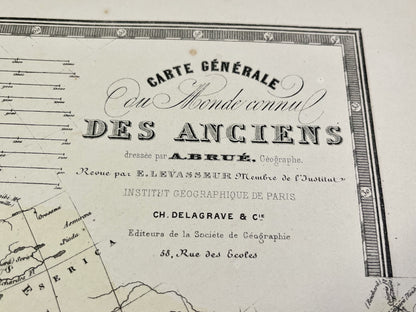 CARTE GÉNÉRALE
du Monde connu
DES ANCIENS
dressée par A. BRUÉ. Géographe.
Revue par E. LEVASSEUR Membre de l'Institut
INSTITUT GÉOGRAPHIQUE DE PARIS
CH. DELAGRAVE & Cie
Editeurs de la Société de Géographie
58, Rue des Ecoles
SERICA